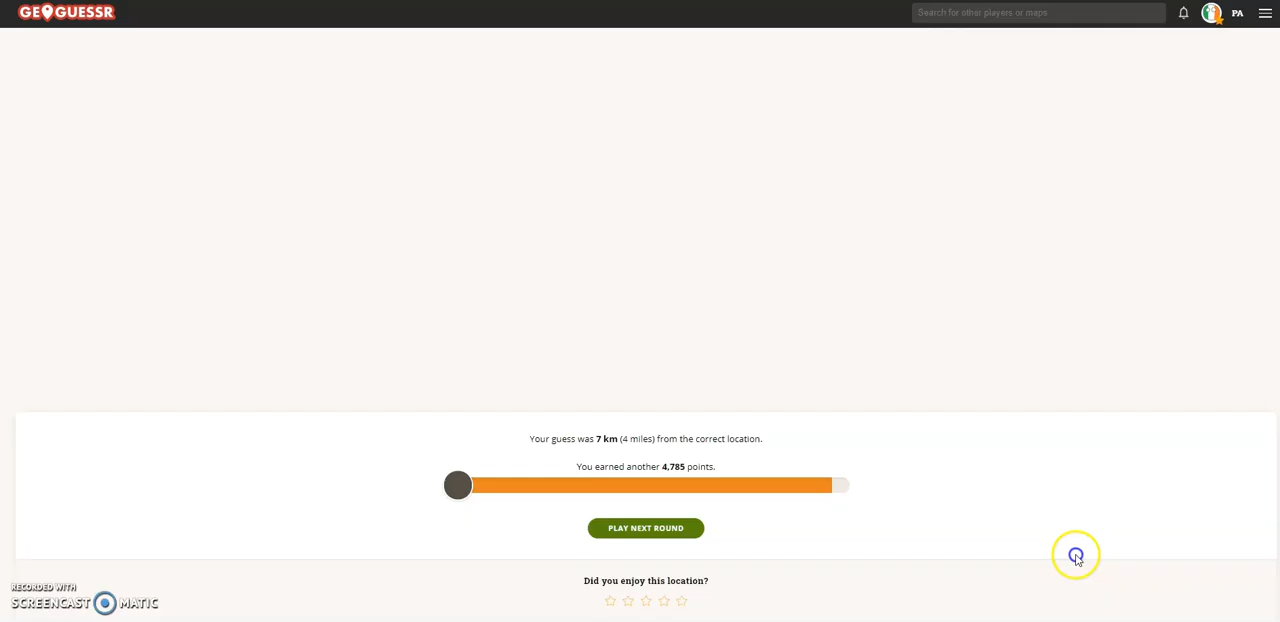 GEOGUESSR
Search for other players or maps
PA
Your guess was 7 km (4 miles) from the correct location.
You earned another 4,785 points.
PLAY NEXT ROUND
Did you enjoy this location?
RECORDED WITH
SCREENCAST MATIC